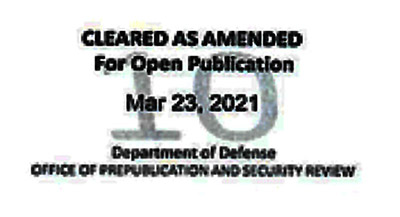 CLEARED AS AMENDED
For Open Publication
Mar 23, 2021
10
Department of Defense
OFFICE OF PREPUBLICATION AND SECURITY REVIEW